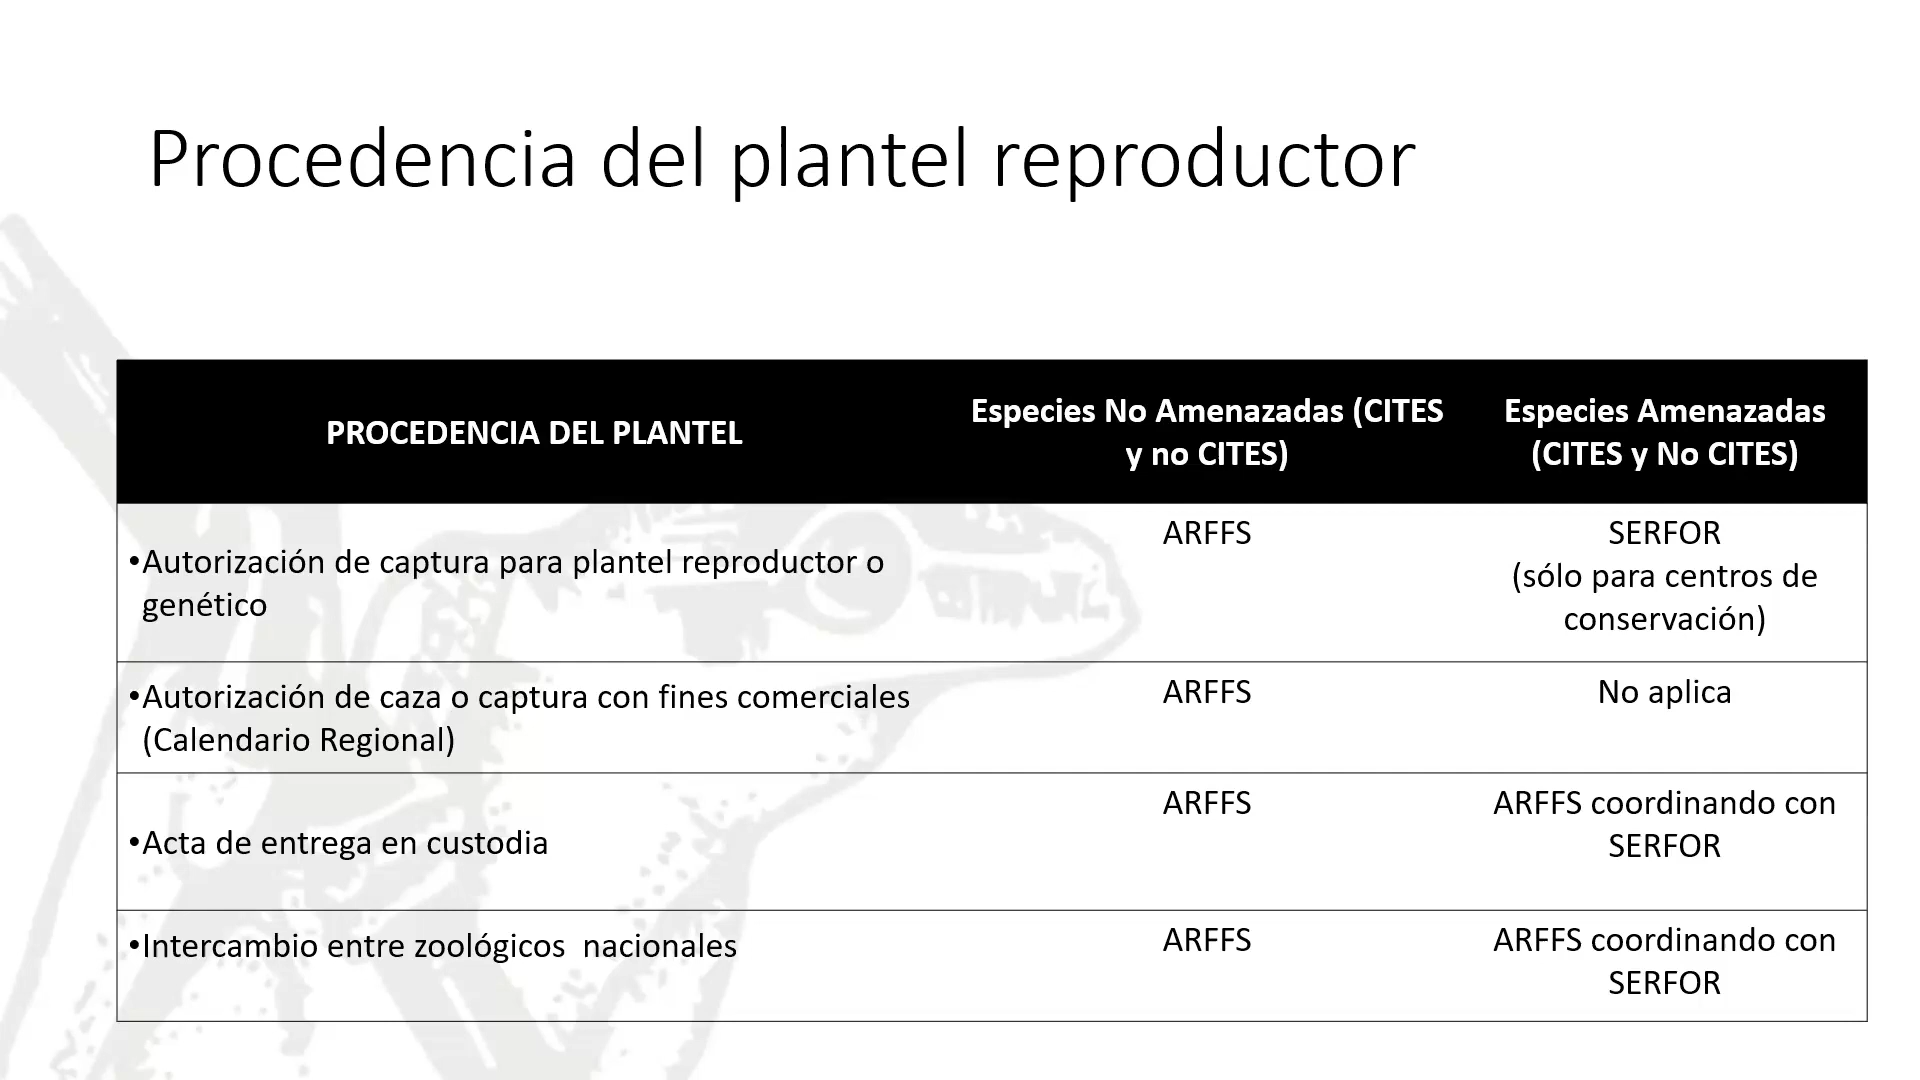 Procedencia del plantel reproductor
PROCEDENCIA DEL PLANTEL
Especies No Amenazadas (CITES
y no CITES)
Especies Amenazadas
(CITES y No CITES)
•Autorización de captura para plantel reproductor o
genético
ARFFS
SERFOR
(sólo para centros de
conservación)
•Autorización de caza o captura con fines comerciales
(Calendario Regional)
ARFFS
No aplica
•Acta de entrega en custodia
ARFFS
ARFFS coordinando con
SERFOR
•Intercambio entre zoológicos  nacionales
ARFFS
ARFFS coordinando con
SERFOR